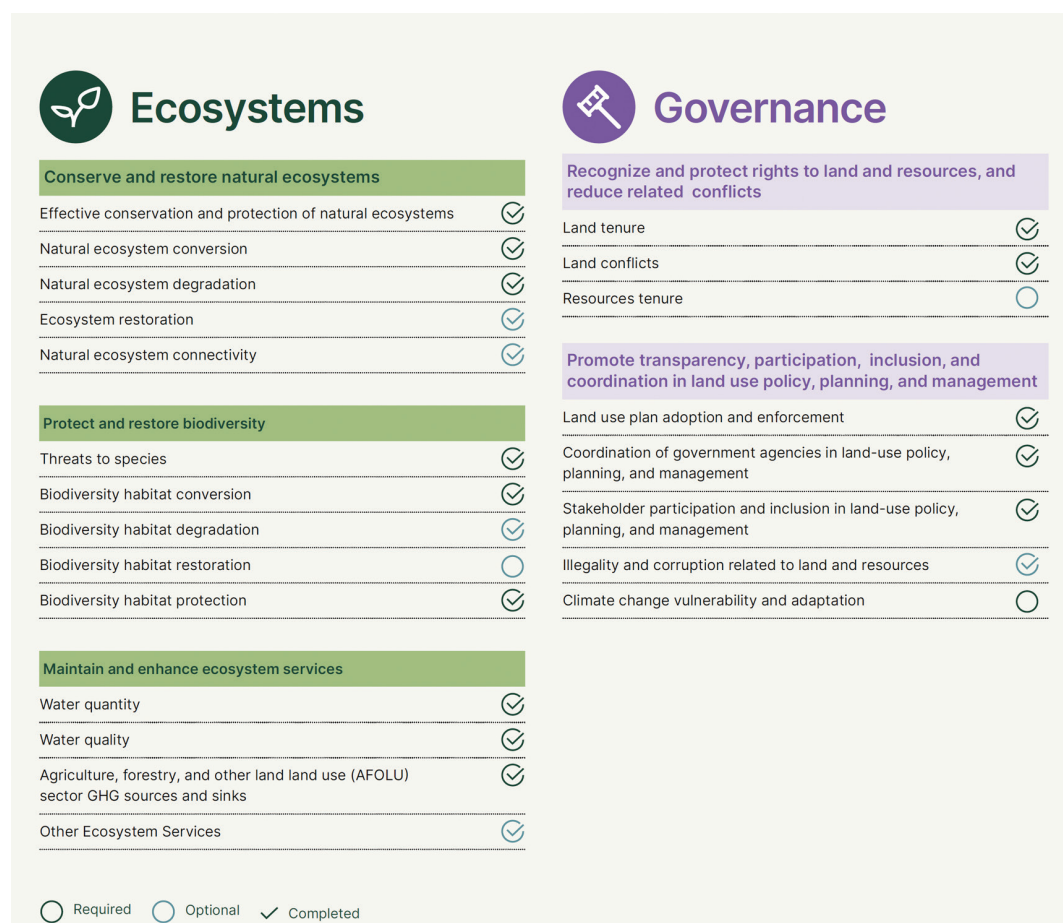 Ecosystems
Conserve and restore natural ecosystems
Effective conservation and protection of natural ecosystems
Natural ecosystem conversion
Natural ecosystem degradation
Ecosystem restoration
Natural ecosystem connectivity
Protect and restore biodiversity
Threats to species
Biodiversity habitat conversion
Biodiversity habitat degradation
Biodiversity habitat restoration
Biodiversity habitat protection
Maintain and enhance ecosystem services
Water quantity
Water quality
Agriculture, forestry, and other land land use (AFOLU)
sector GHG sources and sinks
Other Ecosystem Services
Governance
Recognize and protect rights to land and resources, and
reduce related conflicts
Land tenure
Land conflicts
Resources tenure
Promote transparency, participation, inclusion, and
coordination in land use policy, planning, and management
Land use plan adoption and enforcement
Coordination of government agencies in land-use policy,
planning, and management
Stakeholder participation and inclusion in land-use policy,
planning, and management
Illegality and corruption related to land and resources
Climate change vulnerability and adaptation
Required Optional Completed